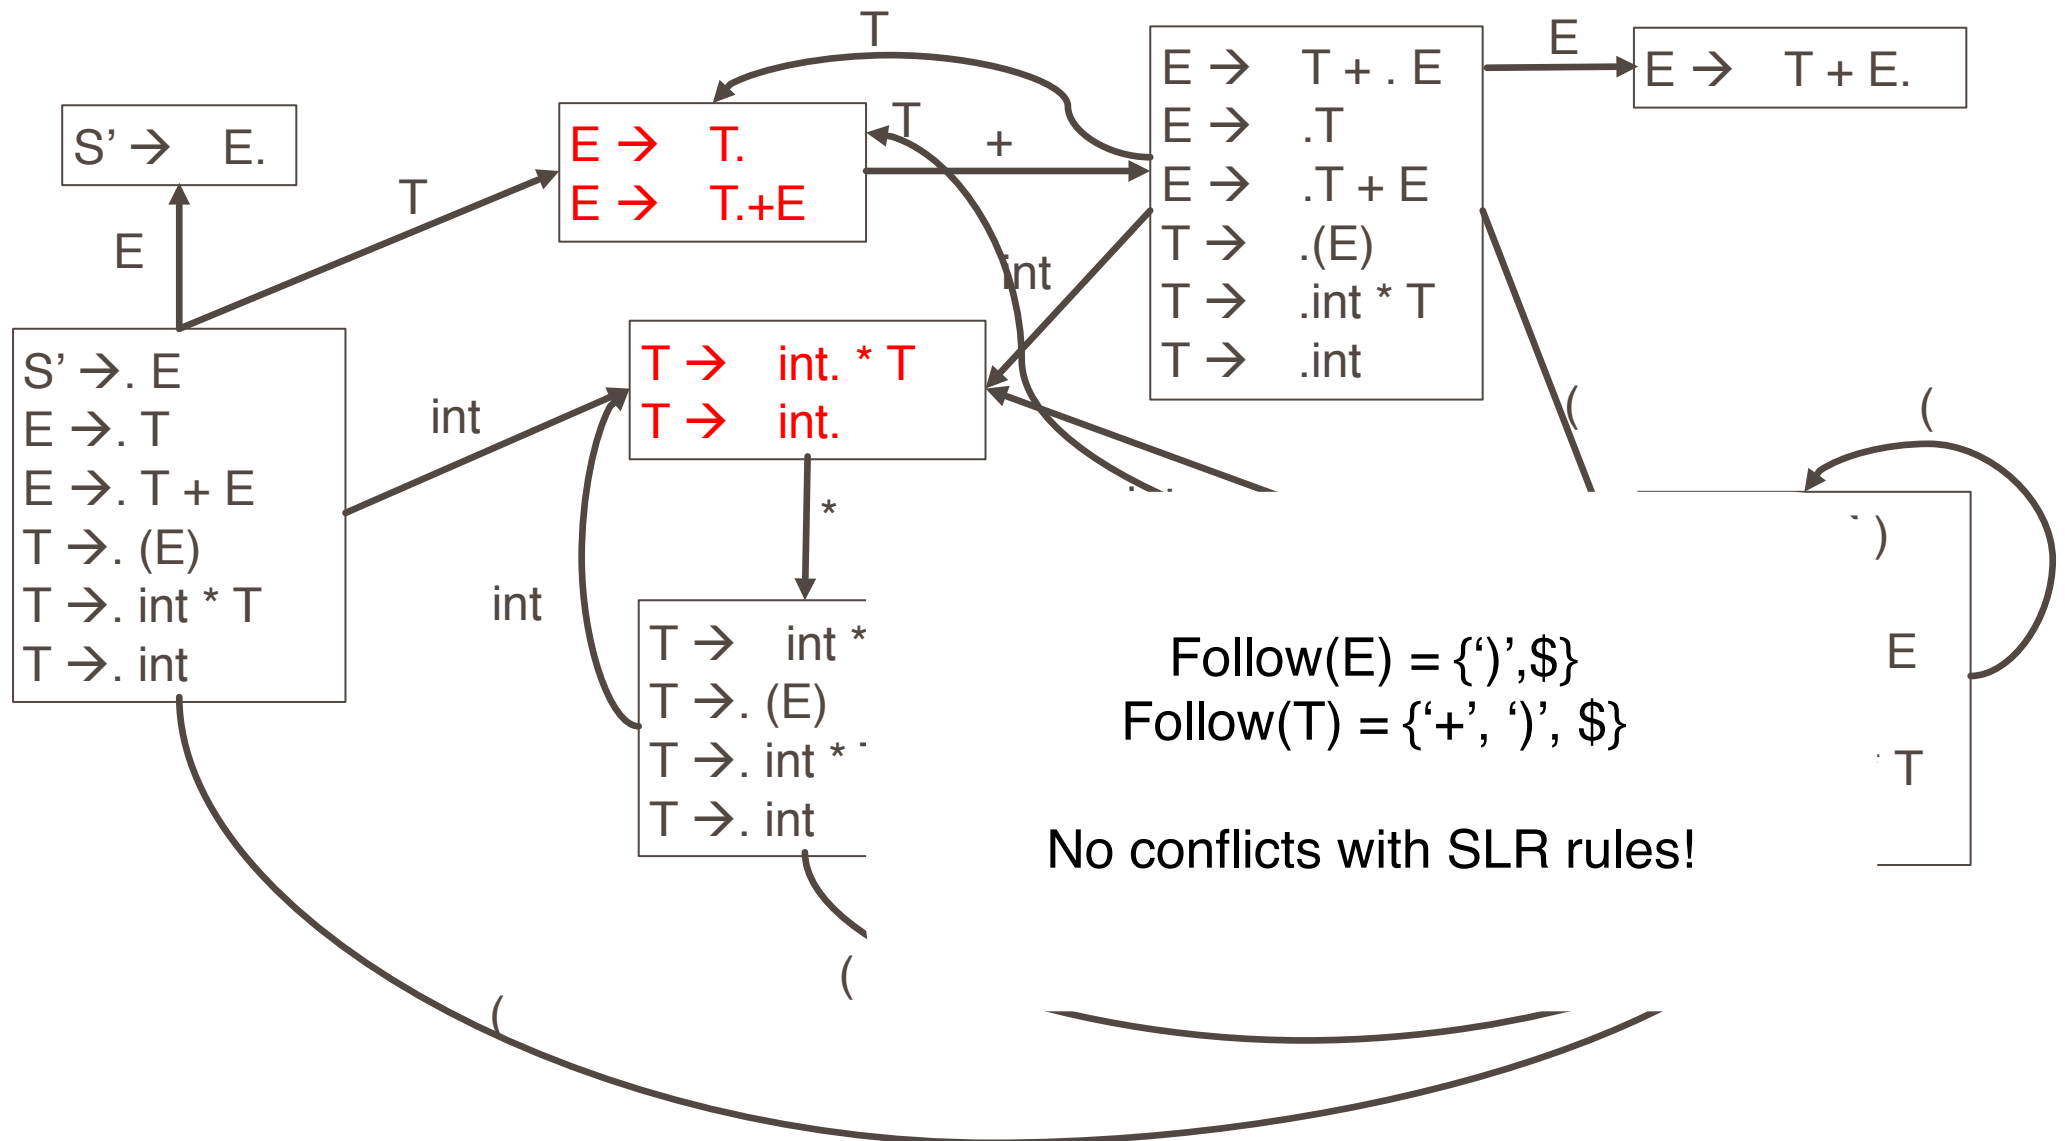 T
E → T + . E
E → .T
E → .T + E
T → .(E)
T → .int * T
T → .int
E
E → T + E.
S’ → E.
E → T.
E → T.+E
T
+
T
E
int
S’ →. E
E →. T
E →. T + E
T →. (E)
T →. int * T
T →. int
int
T → int. * T
T → int.
(
(
*
int
T → int *
T →. (E)
T →. int *
T →. int
)
E
T
Follow(E) = {‘)’,$}
Follow(T) = {‘+’, ‘)’, $}
No conflicts with SLR rules!
(
(